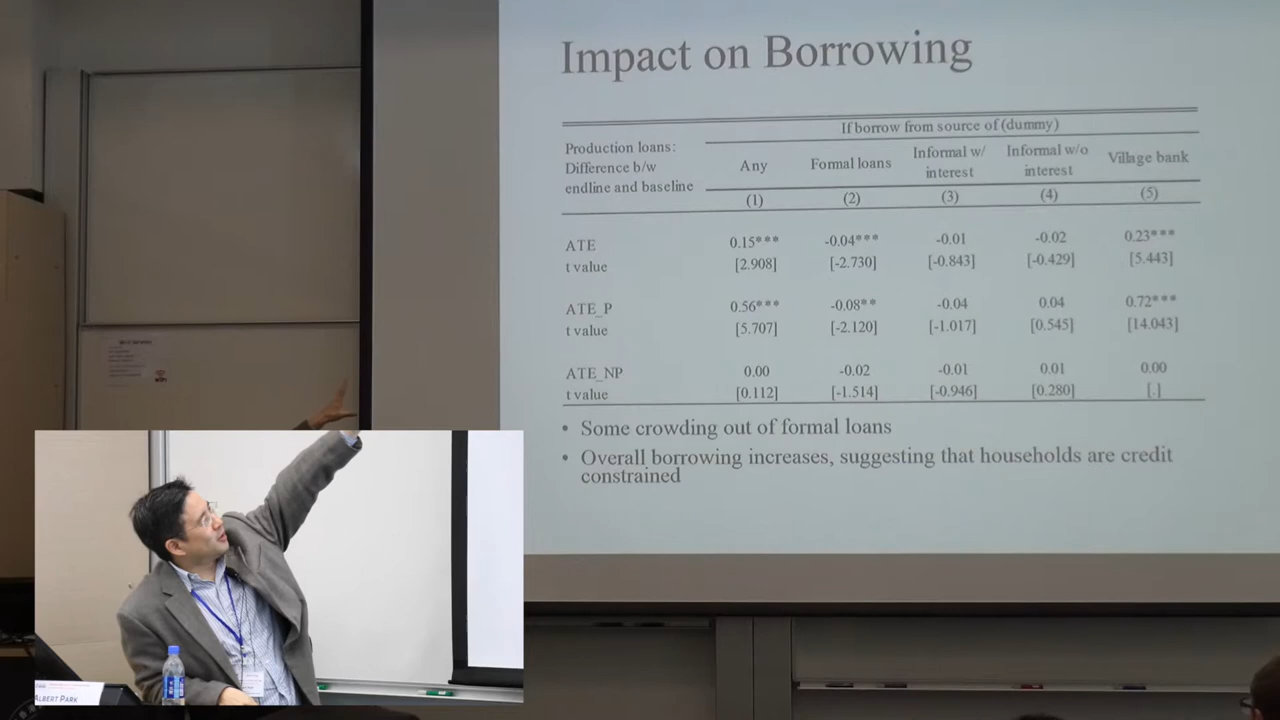 Impact on Borrowing
If borrow from source of (dummy)
Production loans:
Difference b/w
endline and baseline
Any
Formal loans
Informal w/
interest
Informal w/o
interest
Village bank
(1) (2) (3) (4) (5)
ATE 0.15*** -0.04*** -0.01 -0.02 0.23***
t value [2.908] [-2.730] [-0.843] [-0.429] [5.443]
ATE_P 0.56*** -0.08** -0.04 0.04 0.72***
t value [5.707] [-2.120] [-1.017] [0.545] [14.043]
ATE_NP 0.00 -0.02 -0.01 0.01 0.00
t value [0.112] [-1.514] [-0.946] [0.280] [.]
• Some crowding out of formal loans
• Overall borrowing increases, suggesting that households are credit
constrained
ALBERT PARK